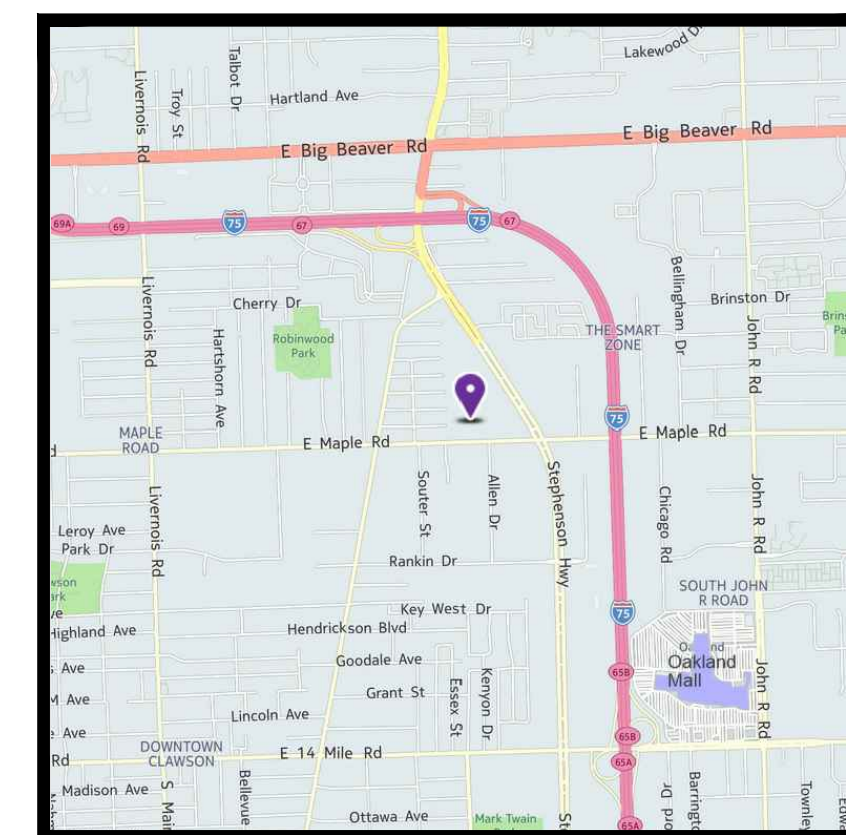 Lakewood Dr
Talbot Dr
Livernois Rd
Troy St
Hartland Ave
E Big Beaver Rd
E Big Beaver Rd
69A
69
75
67
75
67
Livernois Rd
Cherry Dr
Hartshorn Ave
Robinwood
Park
Bellingham Dr
Brinston Dr
John R Rd
THE SMART
ZONE
75
MAPLE
ROAD
E Maple Rd
E Maple Rd
Livernois Rd
Souter St
Allen Dr
Stephenson Hwy
Chicago Rd
John R Rd
Leroy Ave
Park Dr
Rankin Dr
SOUTH JOHN
R ROAD
75
Key West Dr
Highland Ave
Hendrickson Blvd
Goodale Ave
Oakland
Mall
65B
John R Rd
Grant St
Essex St
Kenyon Dr
Lincoln Ave
65B
DOWNTOWN
CLAWSON
E 14 Mile Rd
65A
Madison Ave
Bellevue
Ottawa Ave
Mark Twain
65A